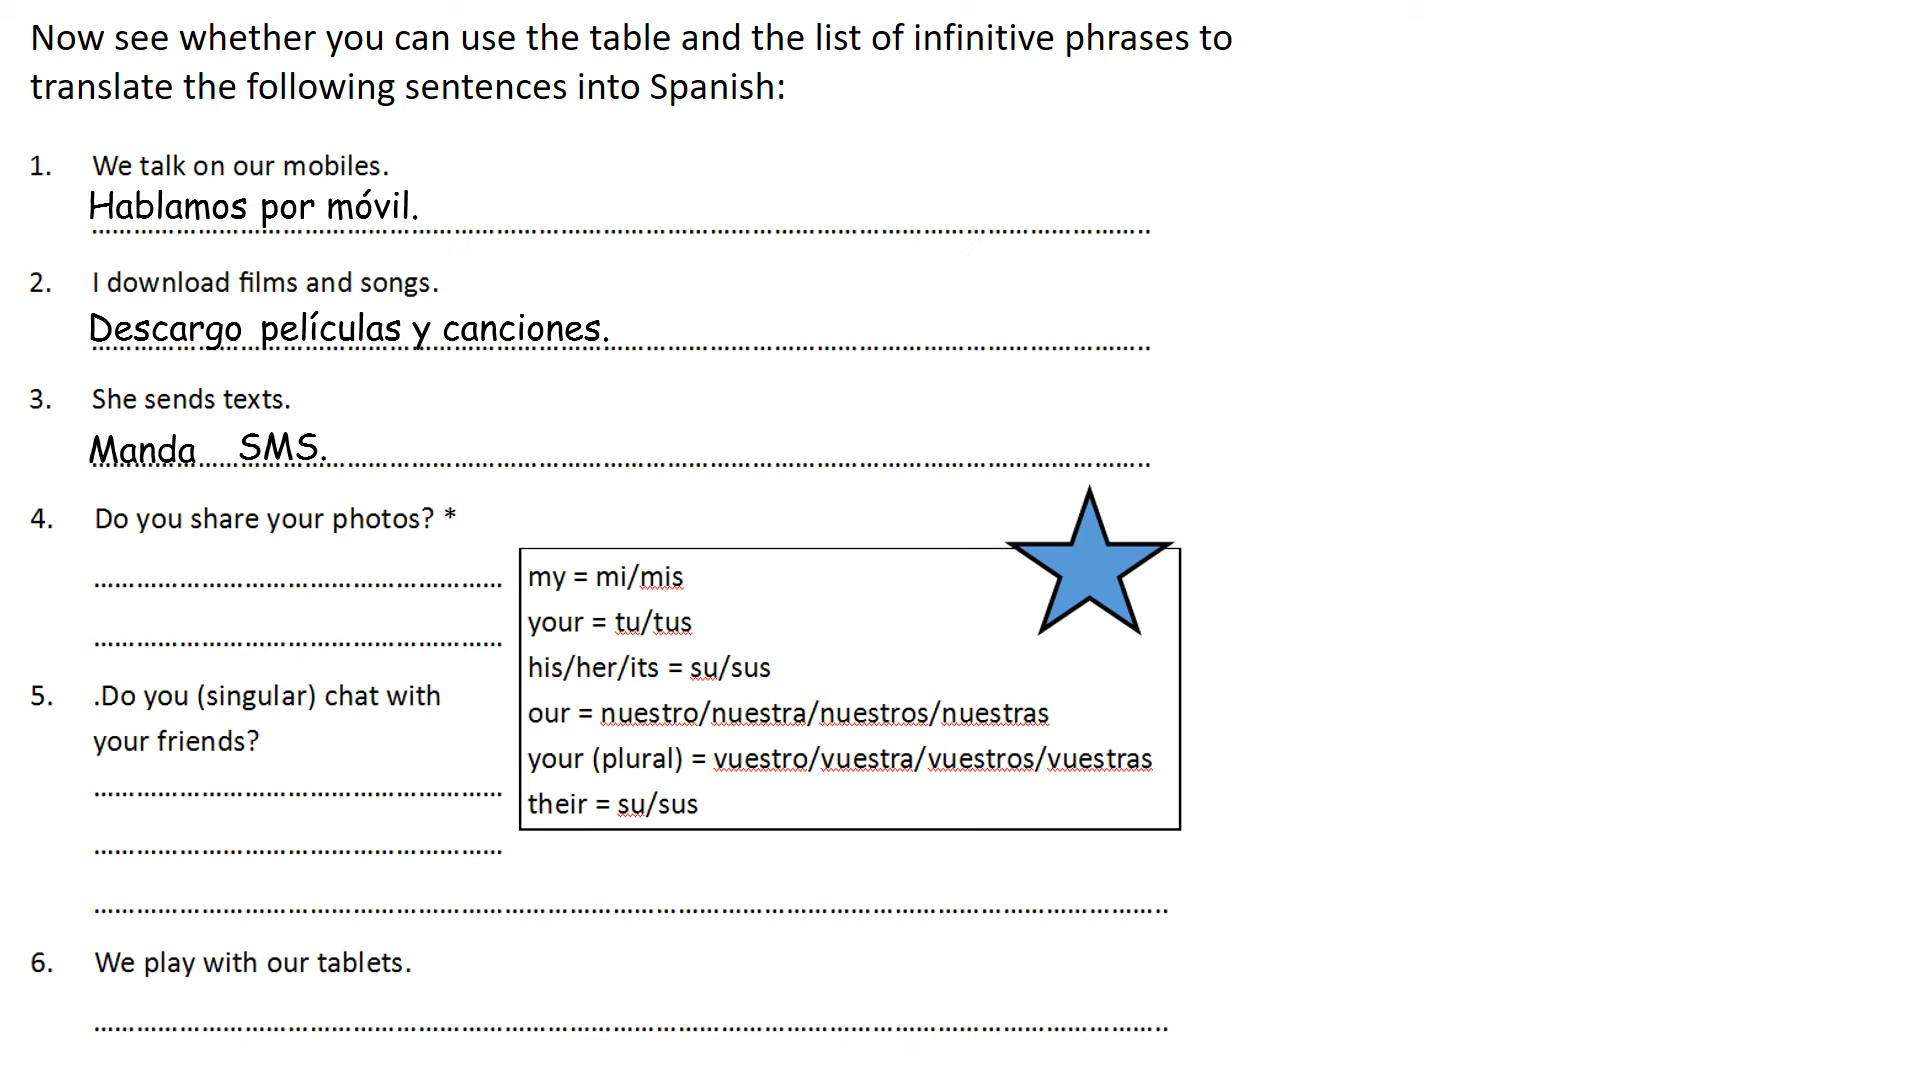 Now see whether you can use the table and the list of infinitive phrases to
translate the following sentences into Spanish:
1. We talk on our mobiles.
Hablamos por móvil.
2. I download films and songs.
Descargo películas y canciones.
3. She sends texts.
Manda SMS.
4. Do you share your photos? *
5. .Do you (singular) chat with
your friends?
my = mi/mis
your = tu/tus
his/her/its = su/sus
our = nuestro/nuestra/nuestros/nuestras
your (plural) = vuestro/vuestra/vuestros/vuestras
their = su/sus
6. We play with our tablets.